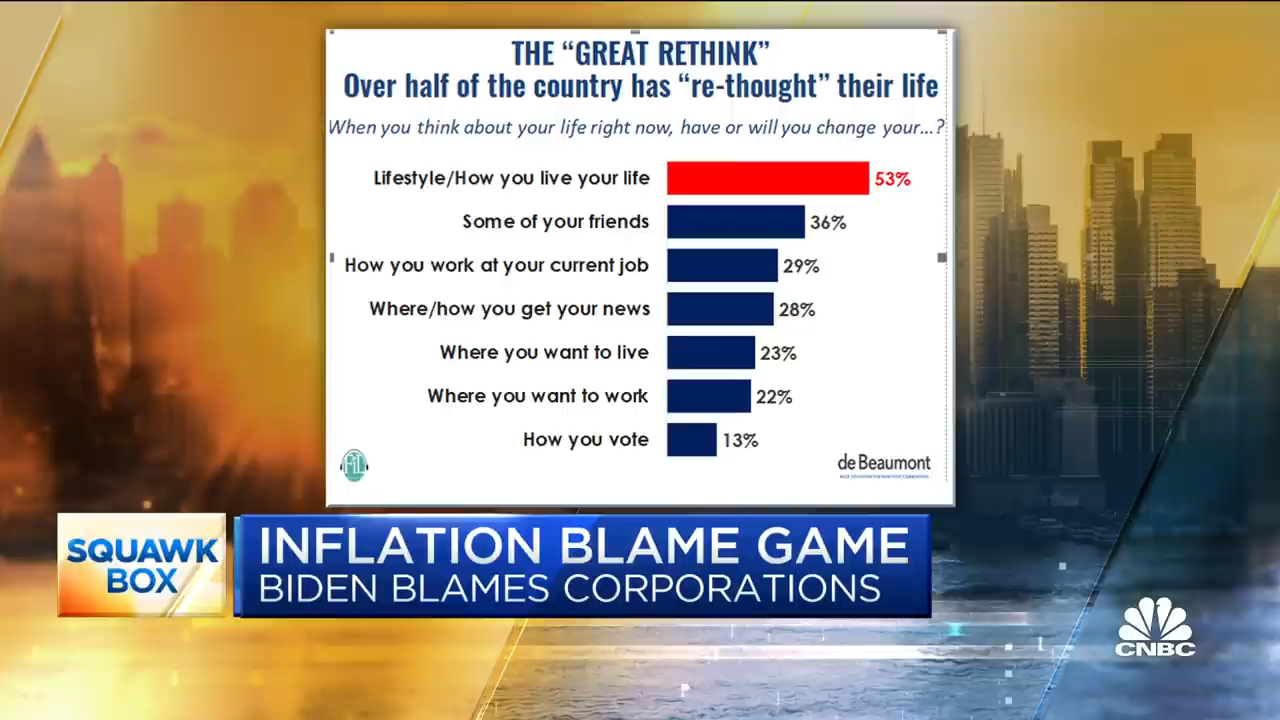 THE “GREAT RETHINK”
Over half of the country has “re-thought” their life
When you think about your life right now, have or will you change your...?
Lifestyle/How you live your life 53%
Some of your friends 36%
How you work at your current job 29%
Where/how you get your news 28%
Where you want to live 23%
Where you want to work 22%
How you vote 13%
FIL
de Beaumont
SQUAWK
BOX
INFLATION BLAME GAME
BIDEN BLAMES CORPORATIONS
CNBC